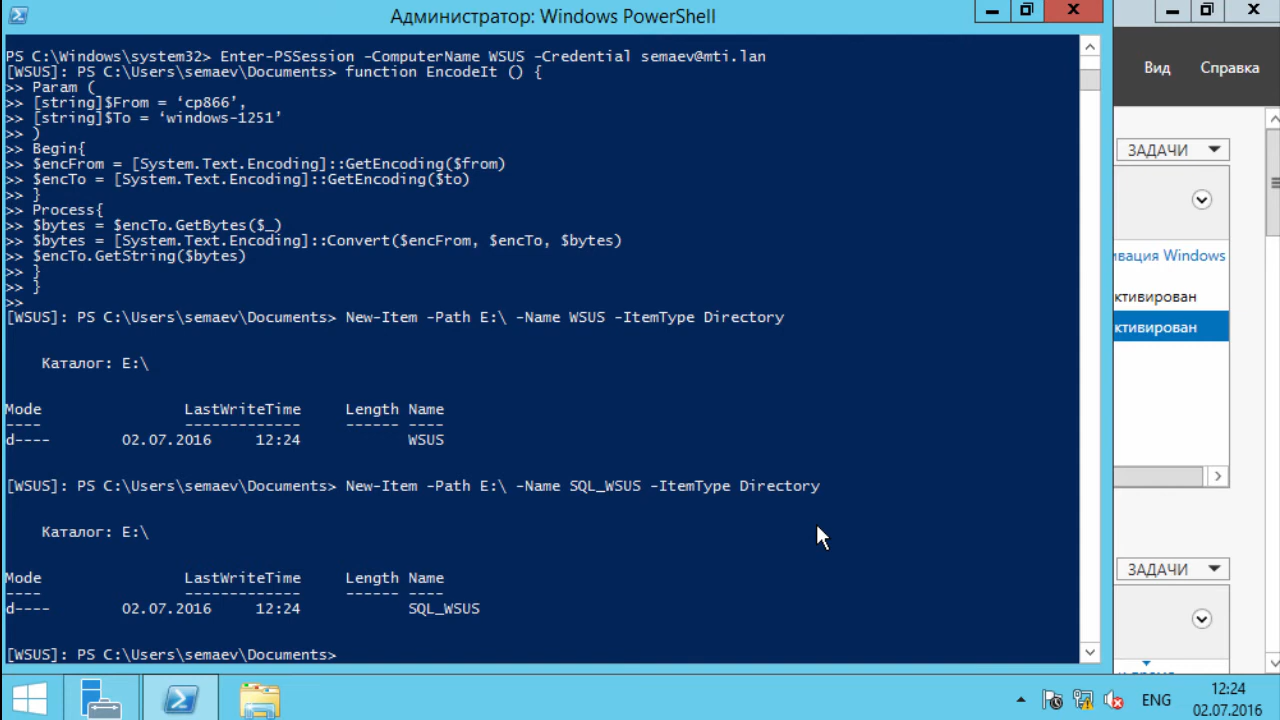 Администратор: Windows PowerShell
PS C:\Windows\system32> Enter-PSSession -ComputerName WSUS -Credential semaev@mti.lan
[WSUS]: PS C:\Users\semaev\Documents> function EncodeIt () {
>> Param (
>> [string]$From = ‘cp866’,
>> [string]$To = ‘windows-1251’
>> )
>> Begin{
>> $encFrom = [System.Text.Encoding]::GetEncoding($from)
>> $encTo = [System.Text.Encoding]::GetEncoding($to)
>> }
>> Process{
>> $bytes = $encTo.GetBytes($_)
>> $bytes = [System.Text.Encoding]::Convert($encFrom, $encTo, $bytes)
>> $encTo.GetString($bytes)
>> }
>> }
>>
[WSUS]: PS C:\Users\semaev\Documents> New-Item -Path E:\ -Name WSUS -ItemType Directory
Каталог: E:\
Mode LastWriteTime Length Name
---- ------------- ------ ----
d---- 02.07.2016 12:24 WSUS
[WSUS]: PS C:\Users\semaev\Documents> New-Item -Path E:\ -Name SQL_WSUS -ItemType Directory
Каталог: E:\
Mode LastWriteTime Length Name
---- ------------- ------ ----
d---- 02.07.2016 12:24 SQL_WSUS
[WSUS]: PS C:\Users\semaev\Documents>
Вид Справка
ЗАДАЧИ
ивация Windows
ктивирован
ктивирован
ЗАДАЧИ
ENG
12:24
02.07.2016